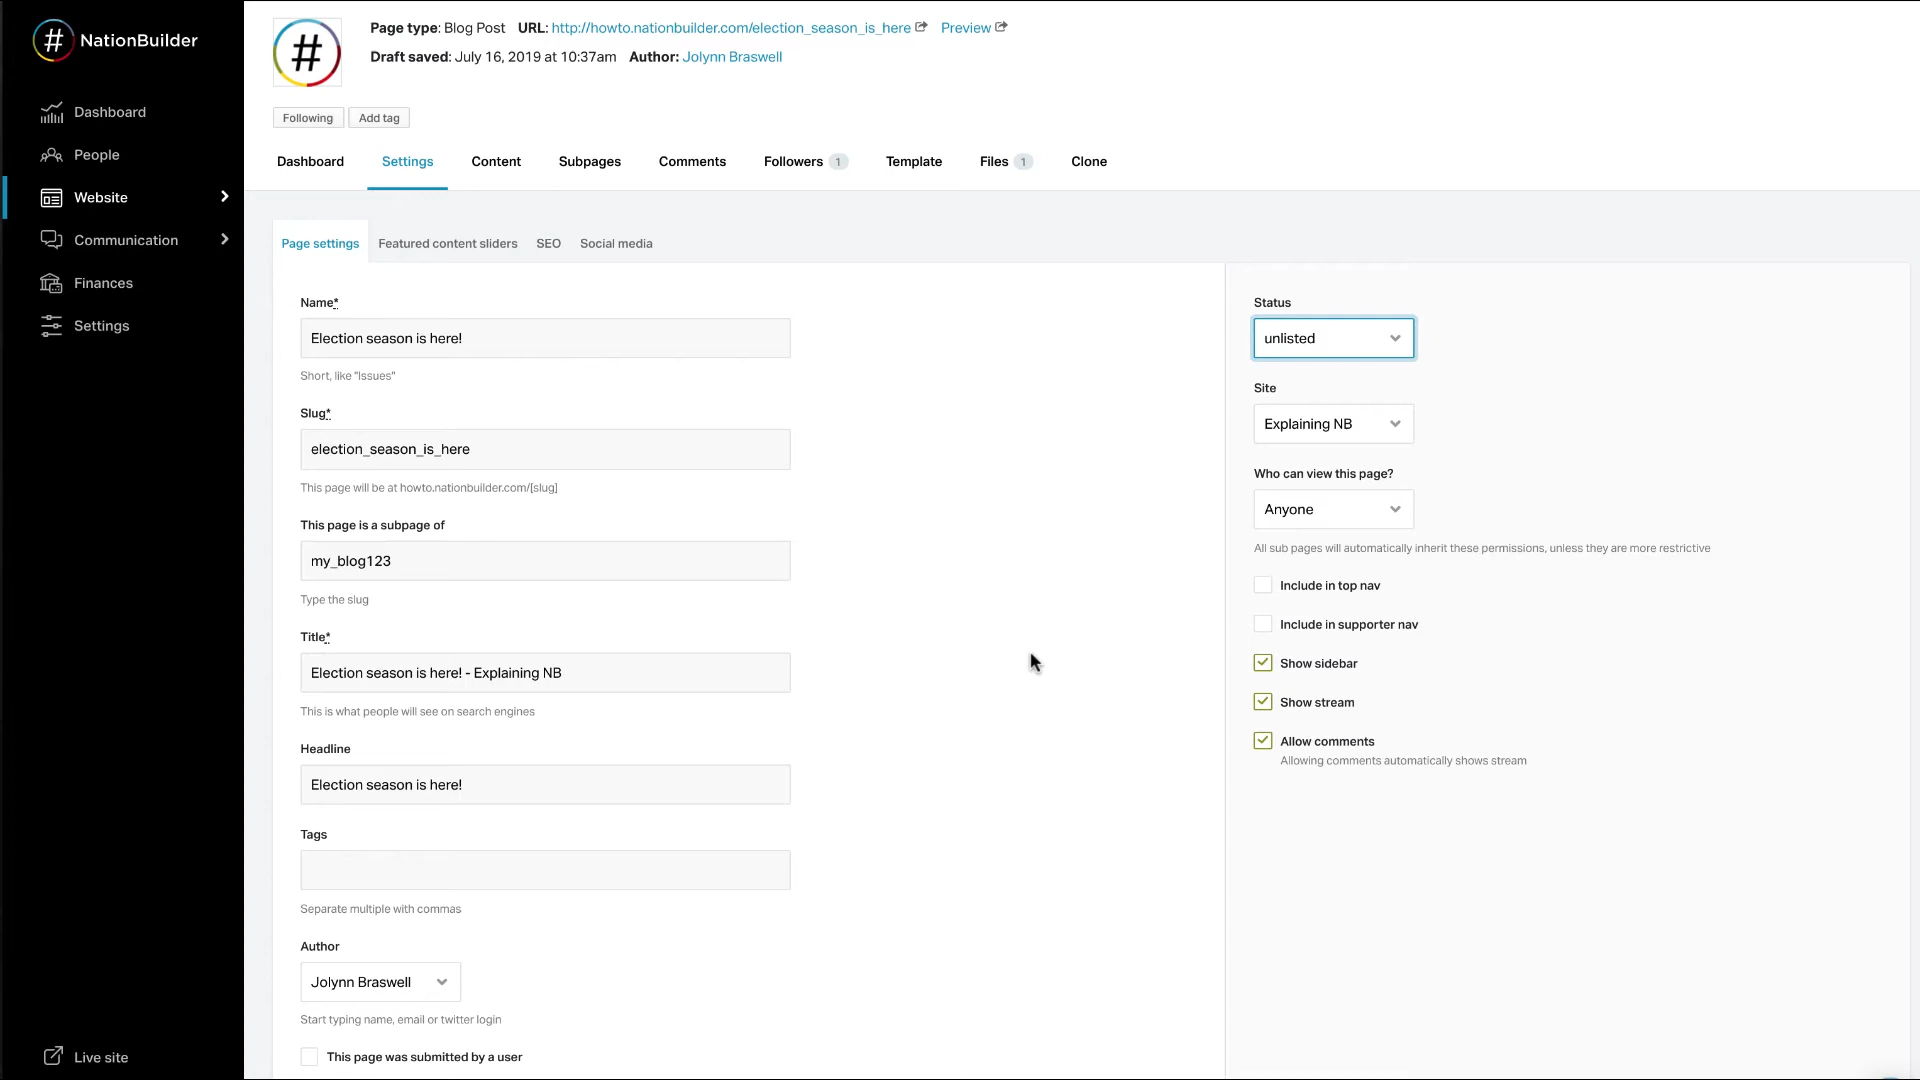 NationBuilder
Dashboard
People
Website
Communication
Finances
Settings
Live site
Page type: Blog Post URL: http://howto.nationbuilder.com/election_season_is_here Preview
Draft saved: July 16, 2019 at 10:37am Author: Jolynn Braswell
Following Add tag
Dashboard Settings Content Subpages Comments Followers 1 Template Files 1 Clone
Page settings Featured content sliders SEO Social media
Name*
Election season is here!
Short, like "Issues"
Slug*
election_season_is_here
This page will be at howto.nationbuilder.com/[slug]
This page is a subpage of
my_blog123
Type the slug
Title*
Election season is here! - Explaining NB
This is what people will see on search engines
Headline
Election season is here!
Tags
Separate multiple with commas
Author
Jolynn Braswell
Start typing name, email or twitter login
This page was submitted by a user
Status
unlisted
Site
Explaining NB
Who can view this page?
Anyone
All sub pages will automatically inherit these permissions, unless they are more restrictive
Include in top nav
Include in supporter nav
Show sidebar
Show stream
Allow comments
Allowing comments automatically shows stream